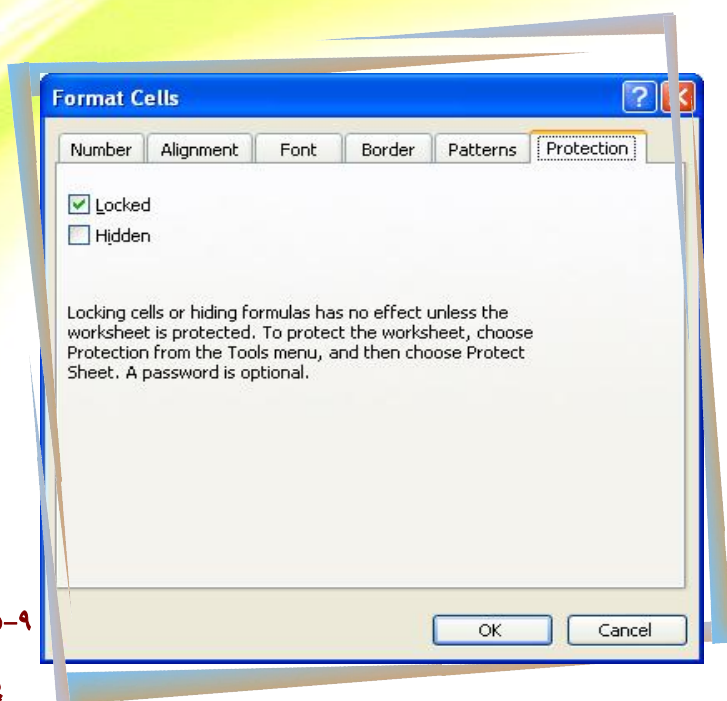 Format Cells
Number Alignment Font Border Patterns Protection
Locked
Hidden
Locking cells or hiding formulas has no effect unless the
worksheet is protected. To protect the worksheet, choose
Protection from the Tools menu, and then choose Protect
Sheet. A password is optional.
۹-
OK Cancel